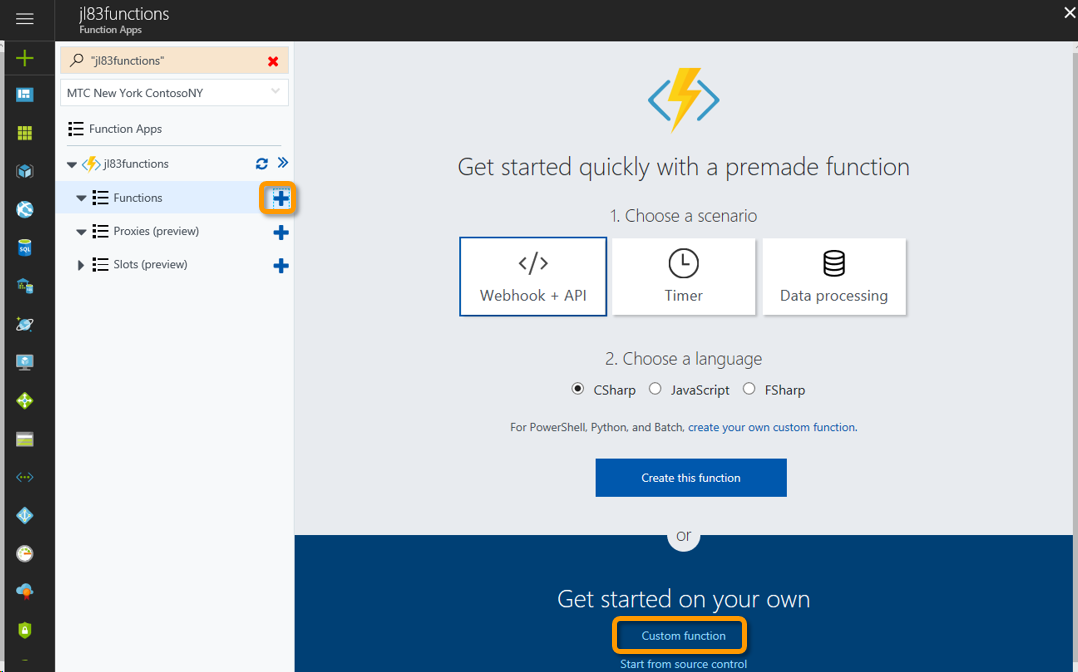 jl83functions
Function Apps
"jl83functions"
MTC New York ContosoNY
Function Apps
jl83functions
Functions
Proxies (preview)
Slots (preview)
Get started quickly with a premade function
1. Choose a scenario
Webhook + API
Timer
Data processing
2. Choose a language
CSharp
JavaScript
FSharp
For PowerShell, Python, and Batch, create your own custom function.
Create this function
or
Get started on your own
Custom function
Start from source control
SQL